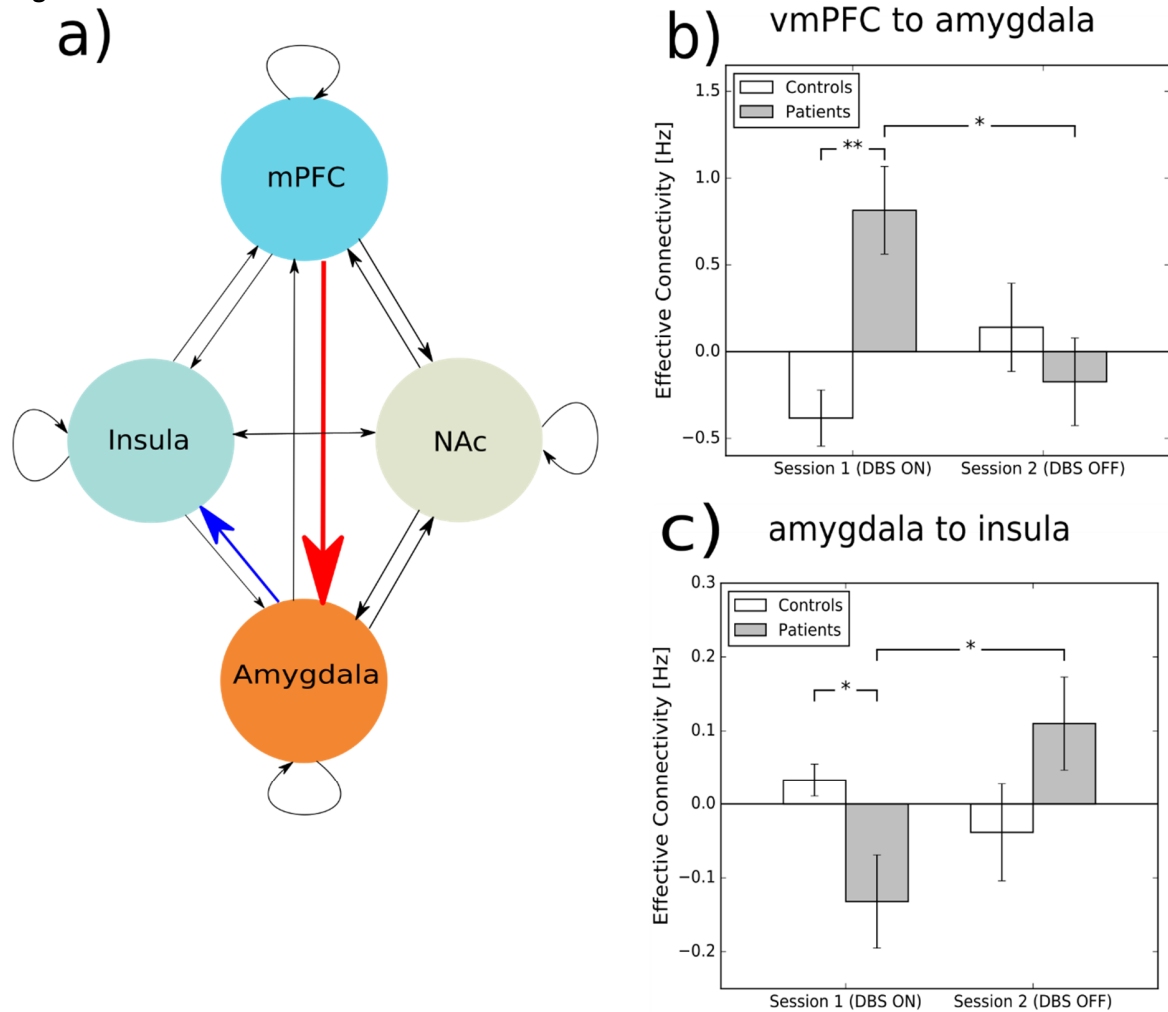 a)
mPFC
Insula
NAc
Amygdala
b)
vmPFC to amygdala
Controls
Patients
**
*
1.5
1.0
0.5
0.0
−0.5
Effective Connectivity [Hz]
Session 1 (DBS ON)
Session 2 (DBS OFF)
c)
amygdala to insula
Controls
Patients
*
*
0.3
0.2
0.1
0.0
−0.1
−0.2
Effective Connectivity [Hz]
Session 1 (DBS ON)
Session 2 (DBS OFF)